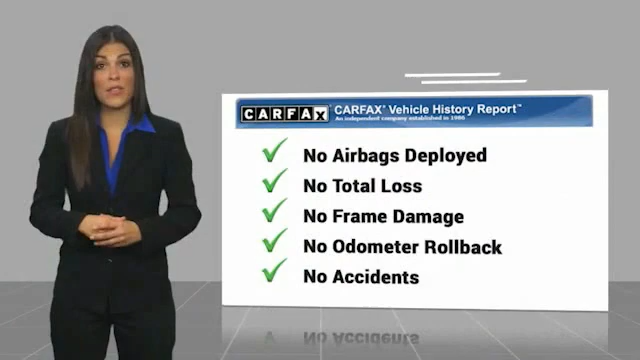 CARFAX CARFAX® Vehicle History Report™
An independent company established in 1986
No Airbags Deployed
No Total Loss
No Frame Damage
No Odometer Rollback
No Accidents